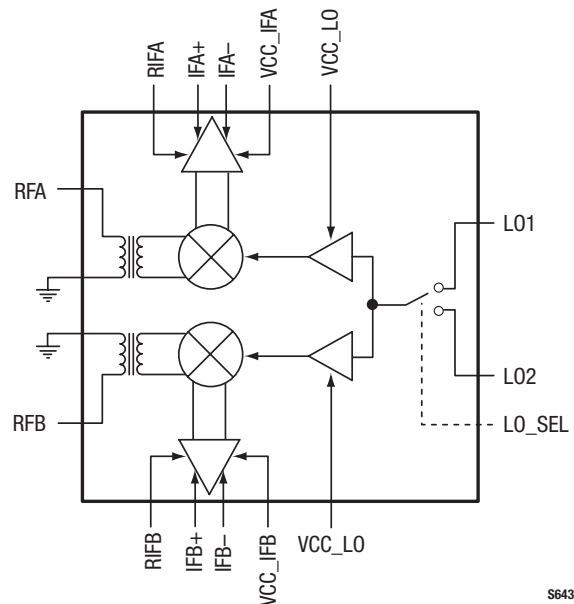 RIFA
IFA+
IFA–
VCC_IFA
VCC_LO
RFA
LO1
LO2
RFB
LO_SEL
RIFB
IFB+
IFB–
VCC_IFB
VCC_LO
S643